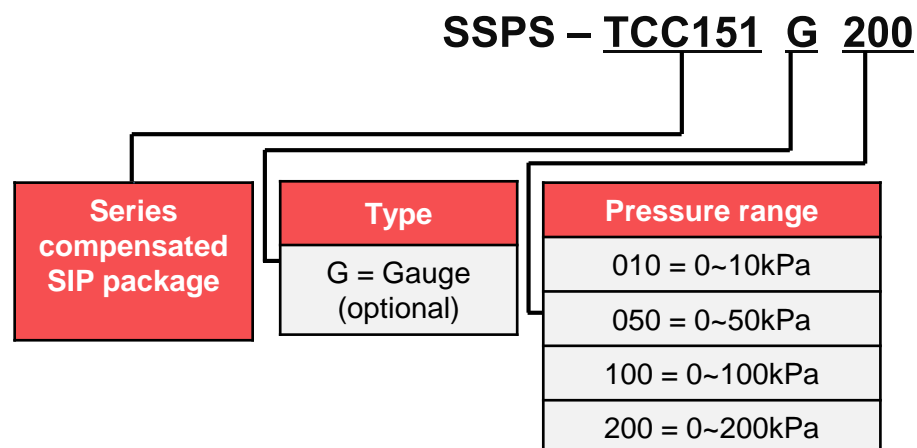 SSPS – TCC151 G 200
Series
compensated
SIP package
Type
G = Gauge
(optional)
Pressure range
010 = 0~10kPa
050 = 0~50kPa
100 = 0~100kPa
200 = 0~200kPa